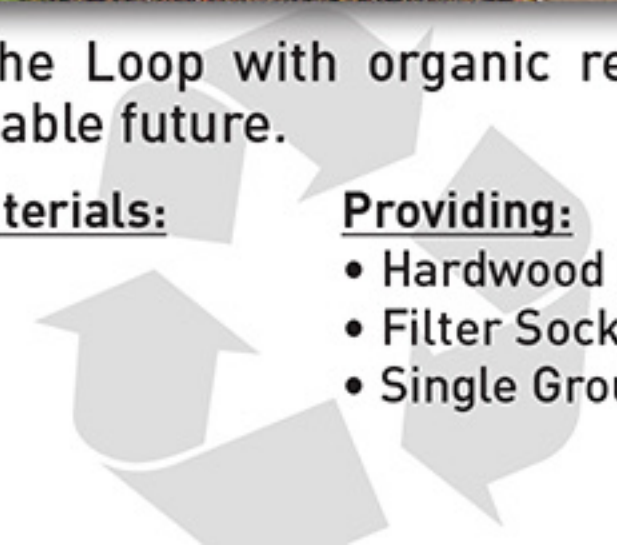 he Loop with organic re
able future.
terials:
Providing:
• Hardwood
• Filter Sock
• Single Grou